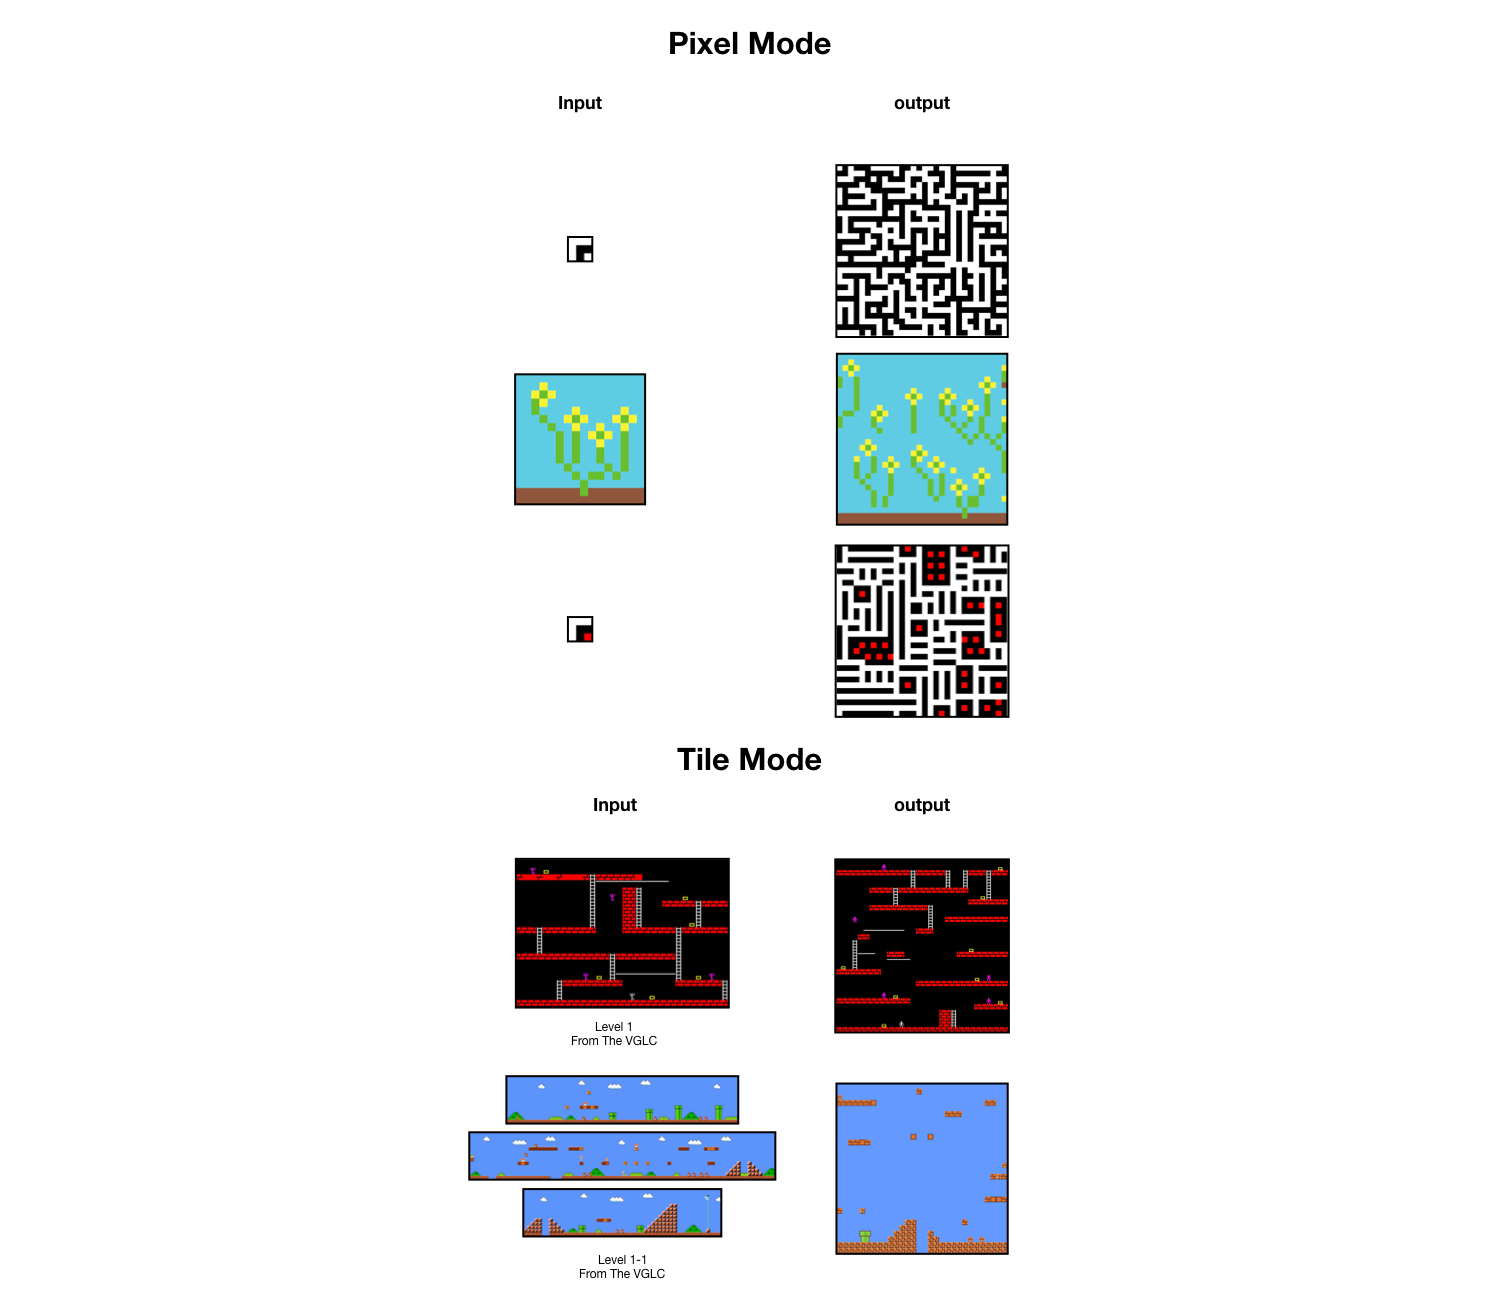 Pixel Mode
Input
output
Tile Mode
Input
output
Level 1
From The VGLC
Level 1-1
From The VGLC